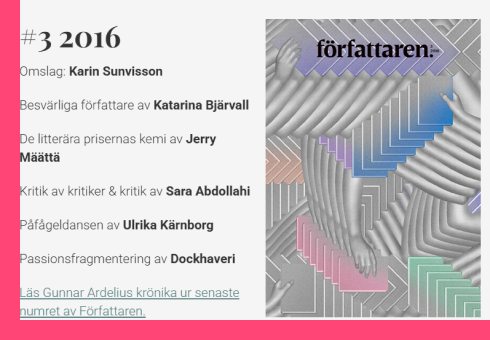 #3 2016
Omslag: Karin Sunvisson
Besvärliga författare av Katarina Bjärvall
De litterära prisernas kemi av Jerry
Määttä
Kritik av kritiker & kritik av Sara Abdollahi
Påfågeldansen av Ulrika Kärnborg
Passionsfragmentering av Dockhaveri
Läs Gunnar Ardelius krönika ur senaste
numret av Författaren.
författaren.